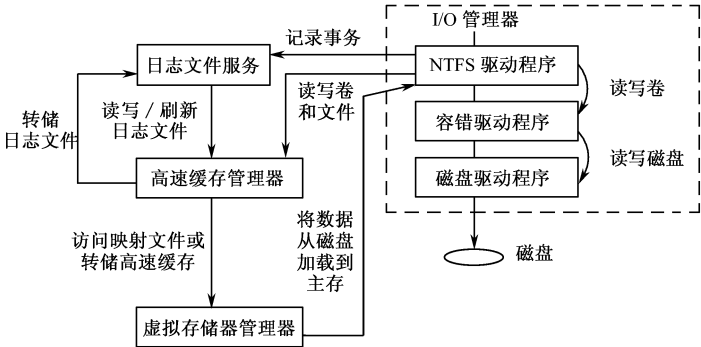 I/O 管理器
记录事务
日志文件服务
NTFS 驱动程序
转储
日志文件
读写 / 刷新
日志文件
读写卷
和文件
读写卷
容错驱动程序
读写磁盘
高速缓存管理器
磁盘驱动程序
访问映射文件或
转储高速缓存
将数据
从磁盘
加载到
主存
磁盘
虚拟存储器管理器